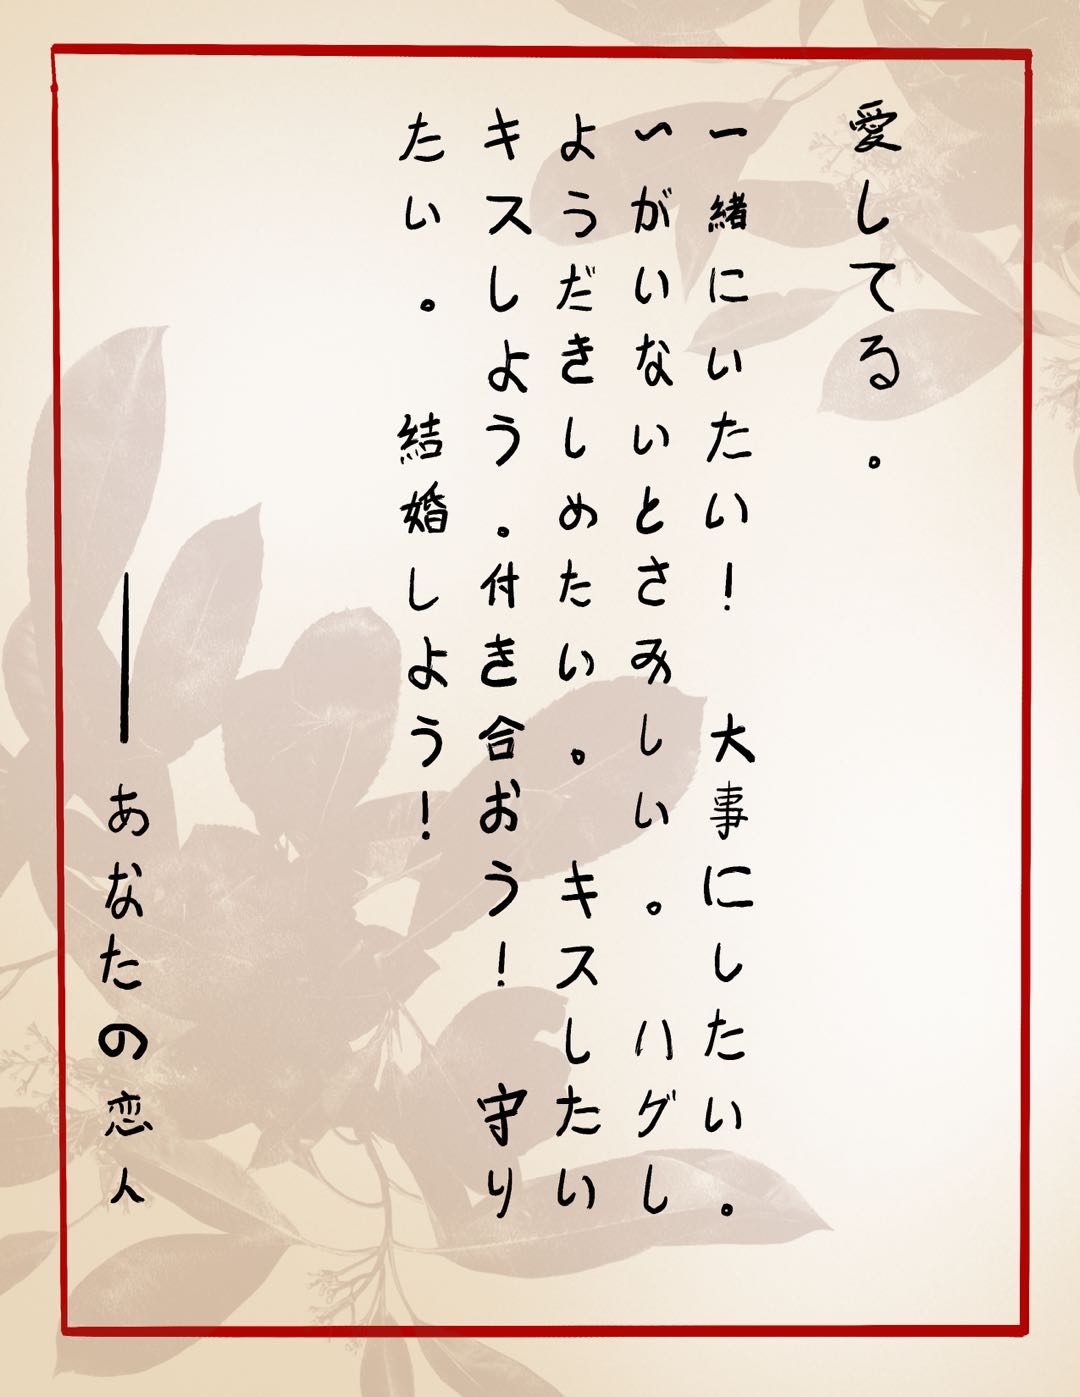 愛してる。
一緒にいたい！　大事にしたい。
〜がいないとさみしい。　ハグし
ようだきしめたい。　キスしたい
キスしよう。付き合おう！　守り
たい。　結婚しよう！
——あなたの恋人